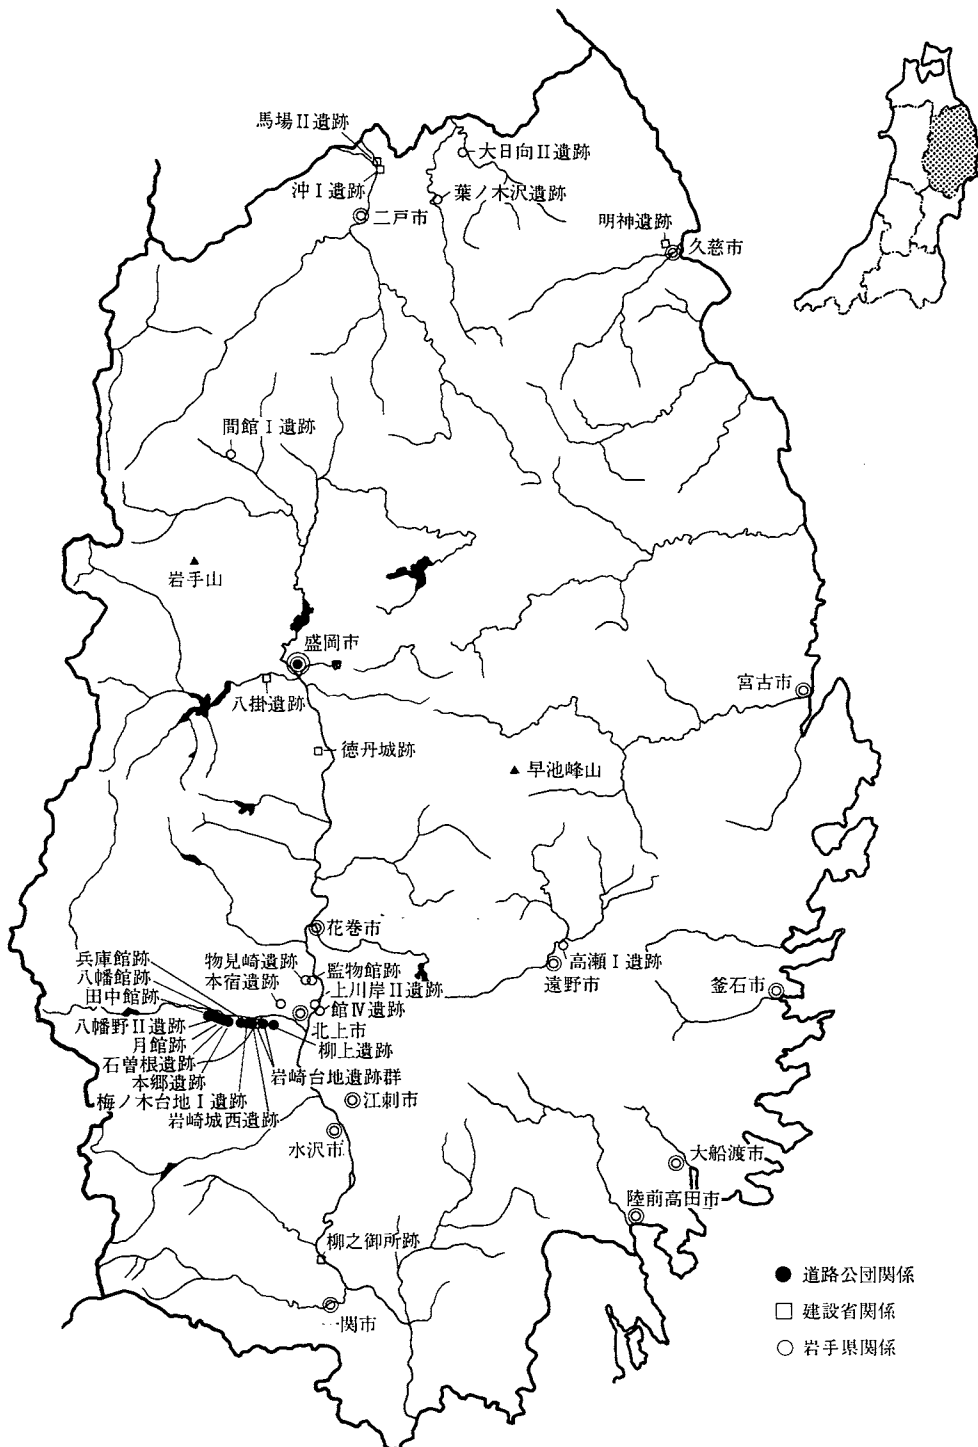 馬場Ⅱ遺跡
大日向Ⅱ遺跡
沖Ⅰ遺跡
葉ノ木沢遺跡
二戸市
明神遺跡
久慈市
間館Ⅰ遺跡
岩手山
盛岡市
宮古市
八掛遺跡
徳丹城跡
早池峰山
花巻市
兵庫館跡
物見崎遺跡
監物館跡
高瀬Ⅰ遺跡
八幡館跡
本宿遺跡
上川岸Ⅱ遺跡
遠野市
釜石市
田中館跡
館Ⅳ遺跡
八幡野Ⅱ遺跡
北上市
月館跡
柳上遺跡
石曽根遺跡
岩崎台地遺跡群
本郷遺跡
梅ノ木台地Ⅰ遺跡
江刺市
岩崎城西遺跡
水沢市
大船渡市
陸前高田市
柳之御所跡
一関市
道路公団関係
建設省関係
岩手県関係